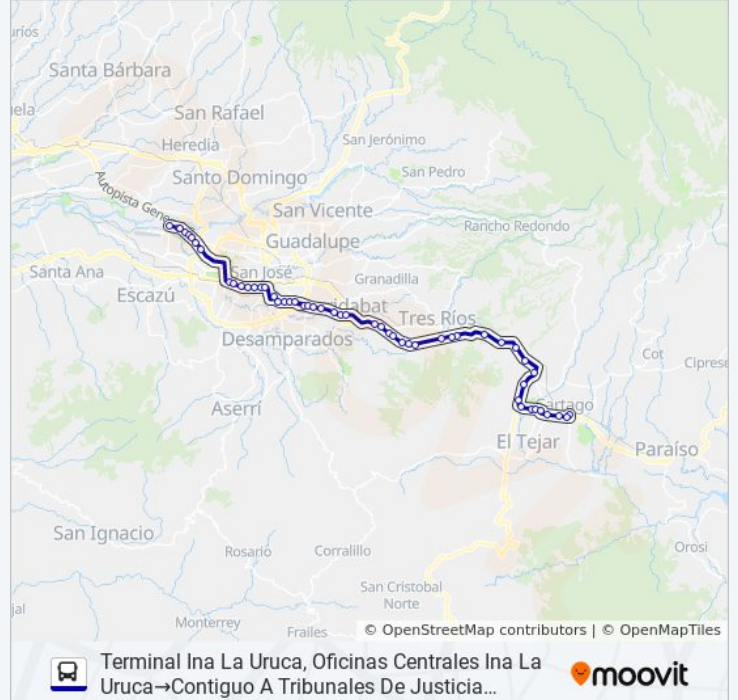 Santa Bárbara
San Rafael
San Jerónimo
Heredia
San Pedro
Santo Domingo
Autopista Gene
San Vicente
Rancho Redondo
Guadalupe
Santa Ana
San José
Granadilla
Escazú
ridabat
Tres Ríos
Desamparados
Cot
Ciprese
Aserrí
Cartago
El Tejar
Paraíso
San Ignacio
Rosario
Corralillo
Orosi
San Cristobal
Norte
jal
Monterrey
Frailes
© OpenStreetMap contributors | © OpenMapTiles
Terminal Ina La Uruca, Oficinas Centrales Ina La
Uruca→Contiguo A Tribunales De Justicia...
moovit